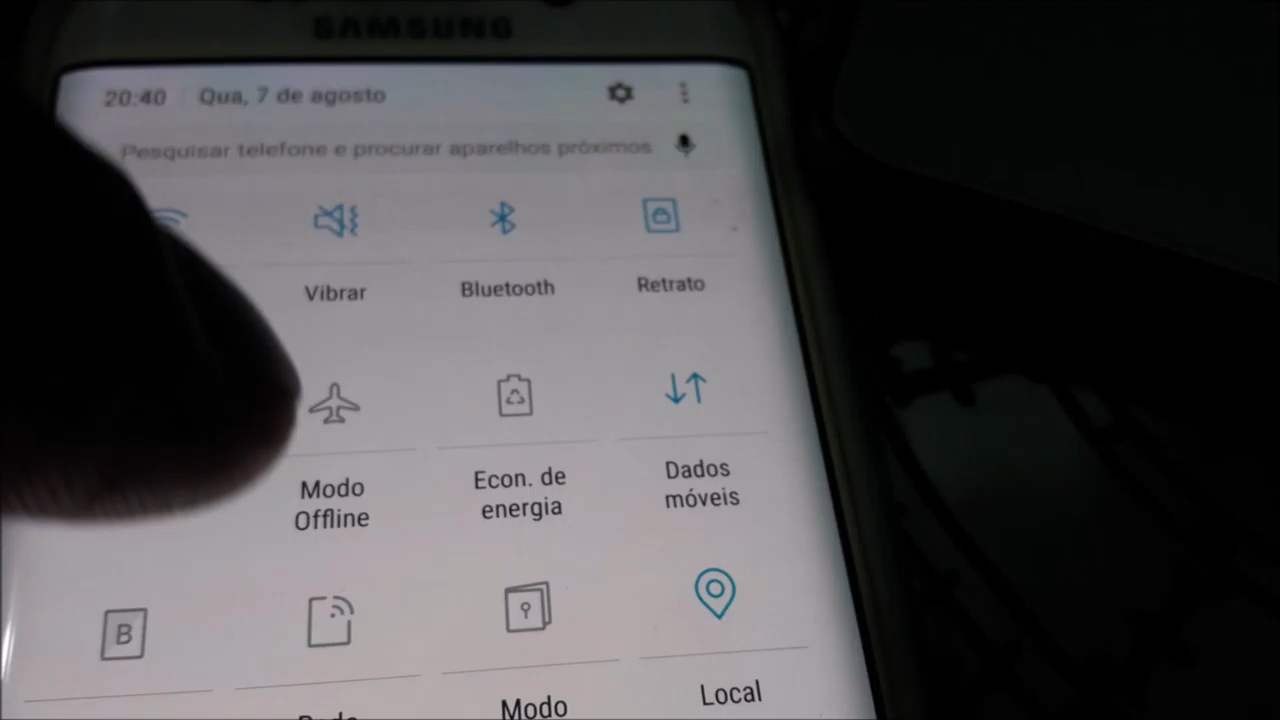 SAMSUNG
20:40 Qua, 7 de agosto
Pesquisar telefone e procurar aparelhos próximos
Vibrar Bluetooth Retrato
Modo
Offline
Econ. de
energia
Dados
móveis
B
Modo
Local